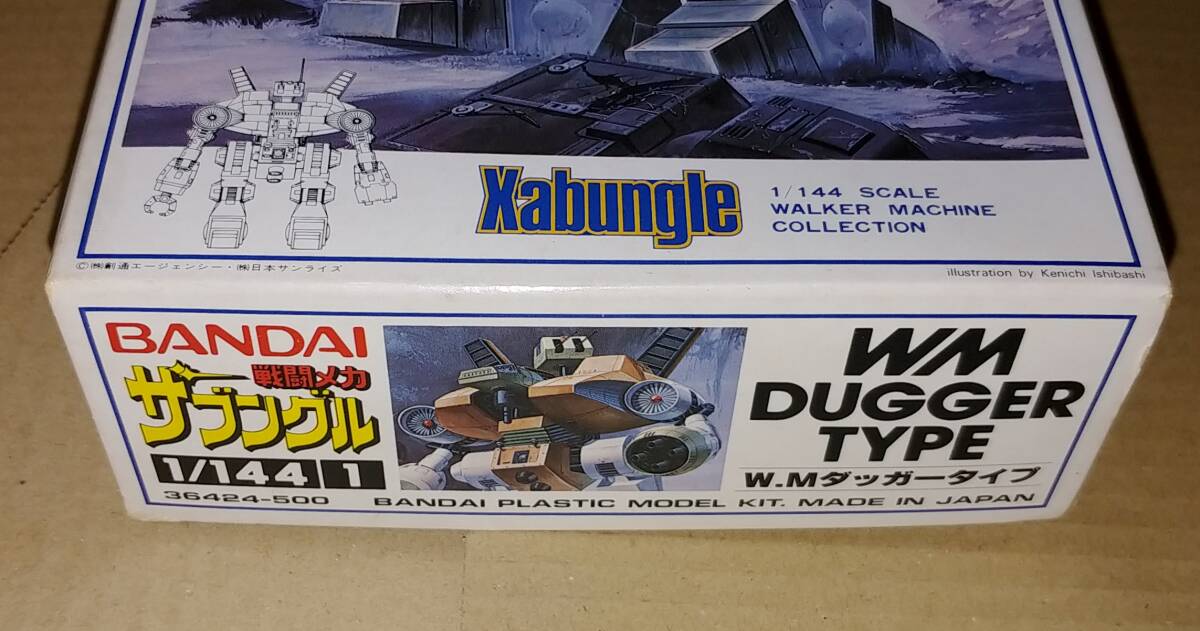 Xabungle
1/144 SCALE
WALKER MACHINE
COLLECTION
©㈱創通エージェンシー・㈱日本サンライズ
illustration by Kenichi Ishibashi
BANDAI
戦闘メカ
ザブングル
1/144 1
36424-500
WM
DUGGER
TYPE
W.Mダッガータイプ
BANDAI PLASTIC MODEL KIT. MADE IN JAPAN